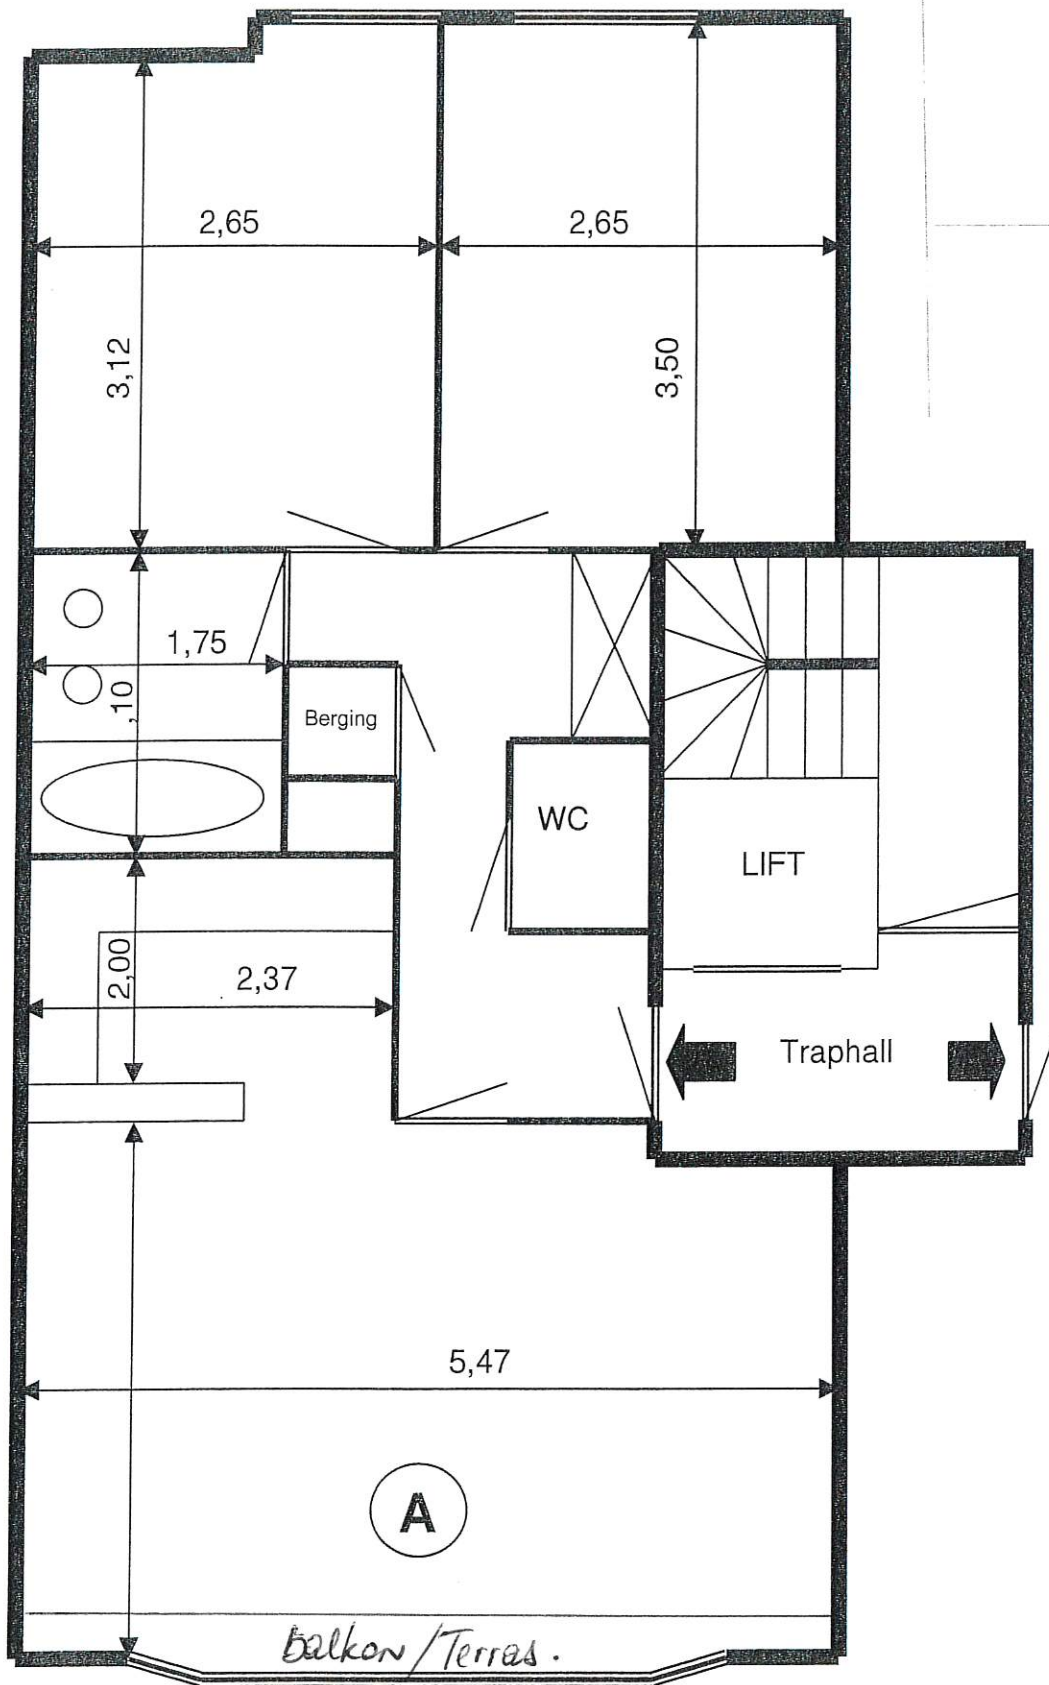 2,65
2,65
3,12
3,50
1,75
,10
Berging
WC
LIFT
2,00
2,37
Traphall
5,47
A
balkon/Terras.